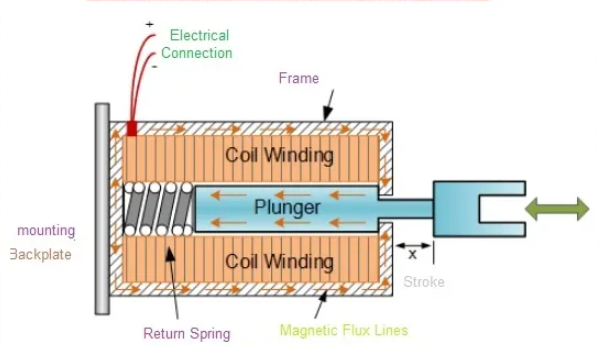 +
Electrical
Connection
-
Frame
Coil Winding
Plunger
mounting
Backplate
Coil Winding
x
Stroke
Return Spring
Magnetic Flux Lines